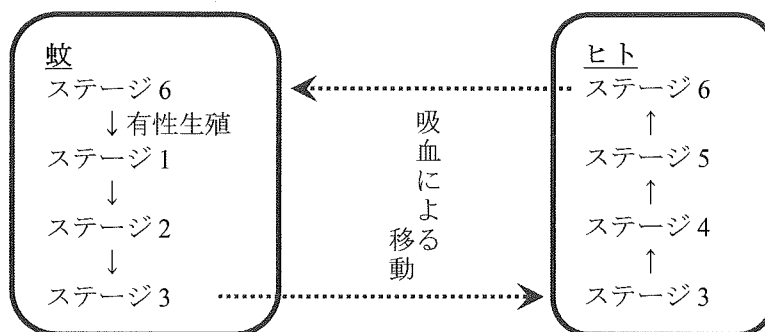 蚊
ステージ6
↓有性生殖
ステージ1
↓
ステージ2
↓
ステージ3
吸血による
移動
ヒト
ステージ6
↑
ステージ5
↑
ステージ4
↑
ステージ3